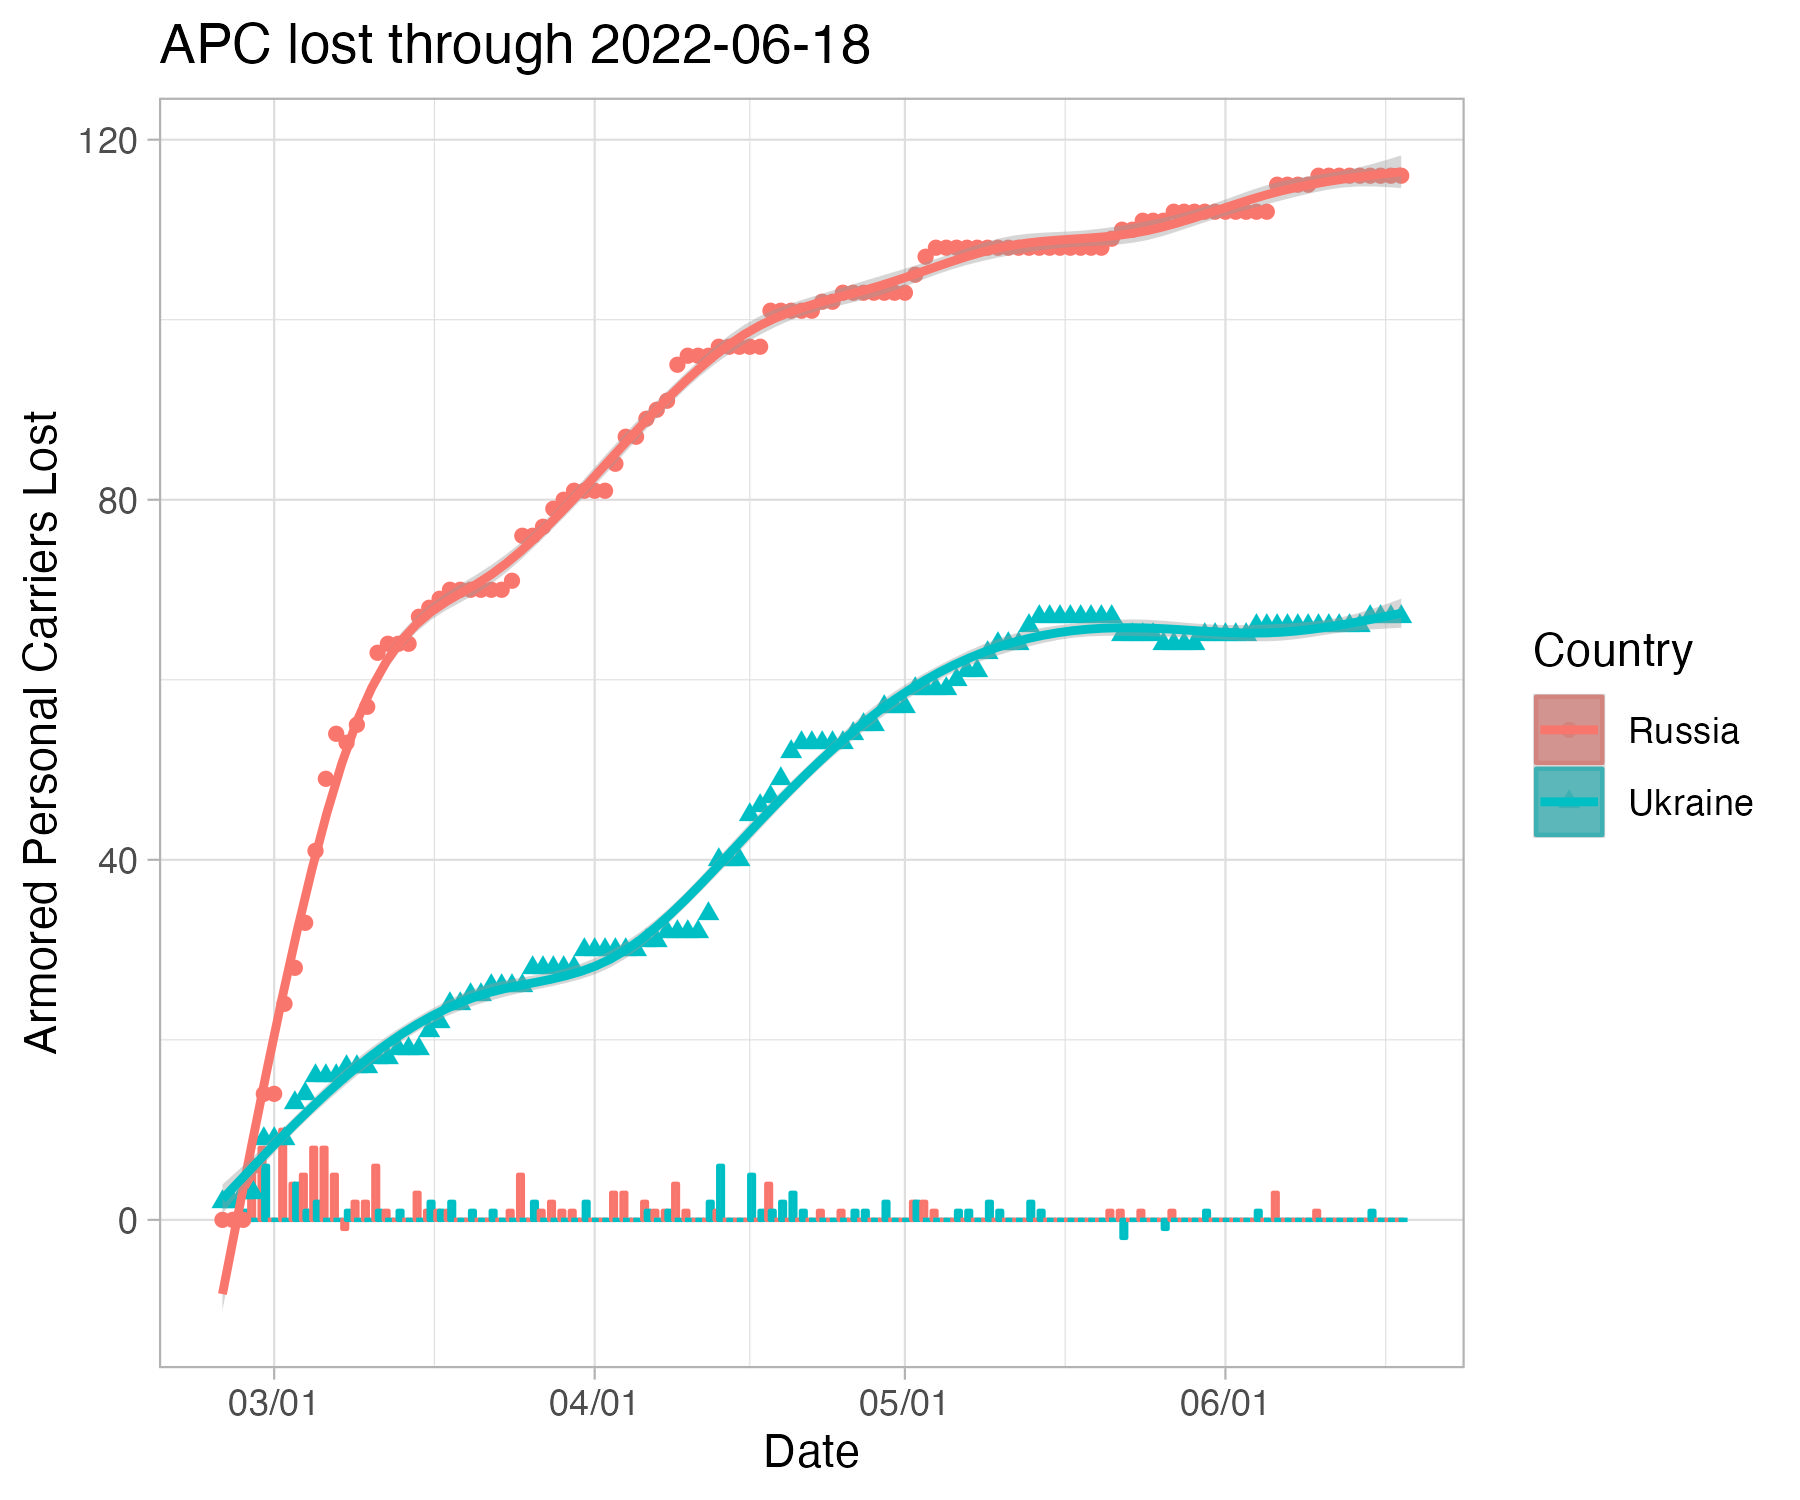 APC lost through 2022-06-18
Armored Personal Carriers Lost
120
80
40
0
03/01
04/01
05/01
06/01
Date
Country
Russia
Ukraine